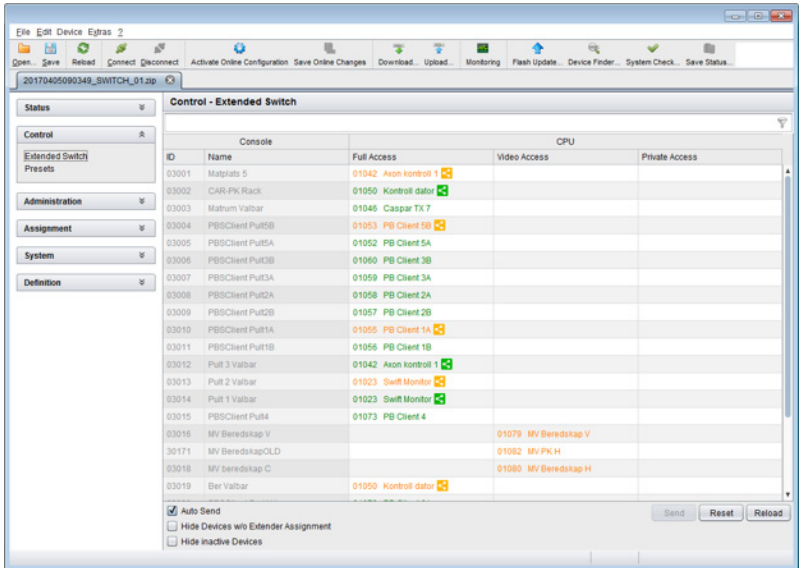 File Edit Device Extras ?
Open... Save Reload Connect Disconnect Activate Online Configuration Save Online Changes Download... Upload... Monitoring Flash Update... Device Finder... System Check... Save Status...
20170405090349_SWITCH_01.zip
Status
Control
Extended Switch
Presets
Administration
Assignment
System
Definition
Control - Extended Switch
Console CPU
ID Name Full Access Video Access Private Access
03001 Matplats 5 01042 Axon kontroll 1
03002 CAR-PK Rack 01050 Kontroll dator
03003 Matrum Valbar 01046 Caspar TX 7
03004 PBSClient Pult5B 01053 PB Client 5B
03005 PBSClient Pult5A 01052 PB Client 5A
03006 PBSClient Pult3B 01060 PB Client 3B
03007 PBSClient Pult3A 01059 PB Client 3A
03008 PBSClient Pult2A 01058 PB Client 2A
03009 PBSClient Pult2B 01057 PB Client 2B
03010 PBSClient Pult1A 01055 PB Client 1A
03011 PBSClient Pult1B 01056 PB Client 1B
03012 Pult 3 Valbar 01042 Axon kontroll 1
03013 Pult 2 Valbar 01023 Swift Monitor
03014 Pult 1 Valbar 01023 Swift Monitor
03015 PBSClient Pult4 01073 PB Client 4
03016 MV Beredskap V 01079 MV Beredskap V
30171 MV BeredskapOLD 01082 MV PK H
03018 MV beredskap C 01080 MV Beredskap H
03019 Ber Valbar 01050 Kontroll dator
Auto Send
Hide Devices w/o Extender Assignment
Hide inactive Devices
Send Reset Reload